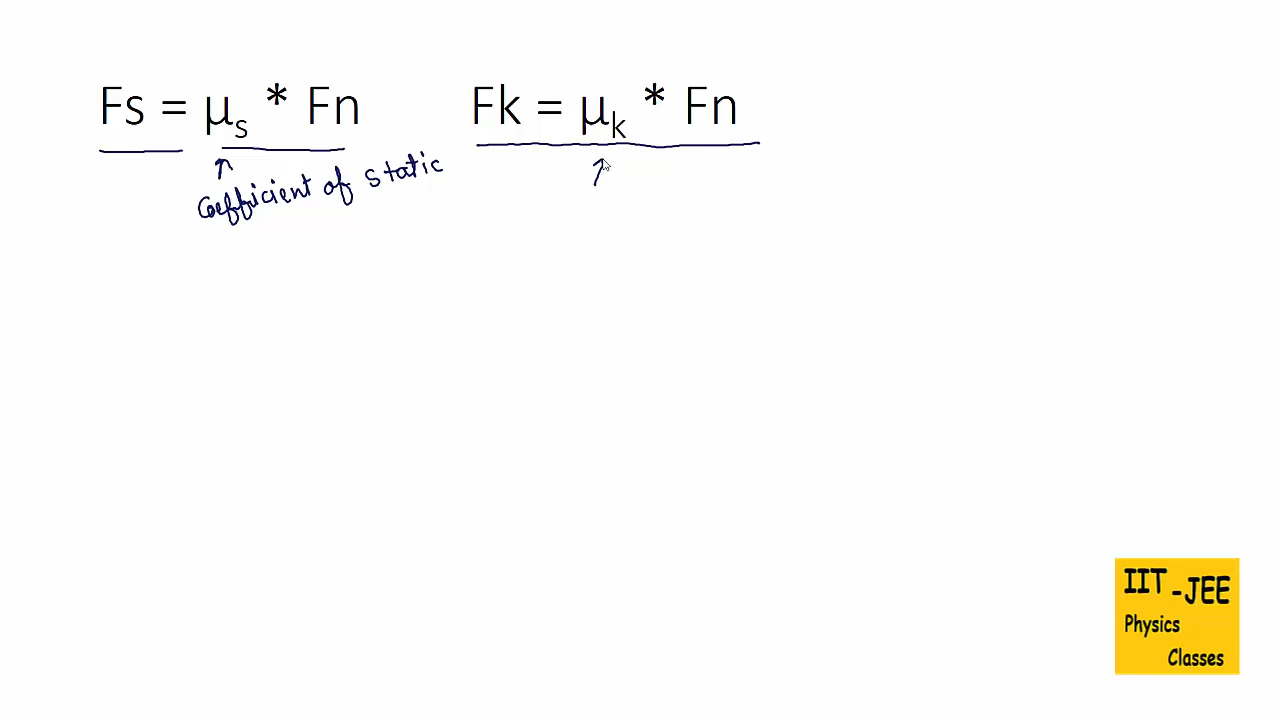 Fs = μs * Fn Fk = μk * Fn
Coefficient of static
IIT-JEE
Physics
Classes